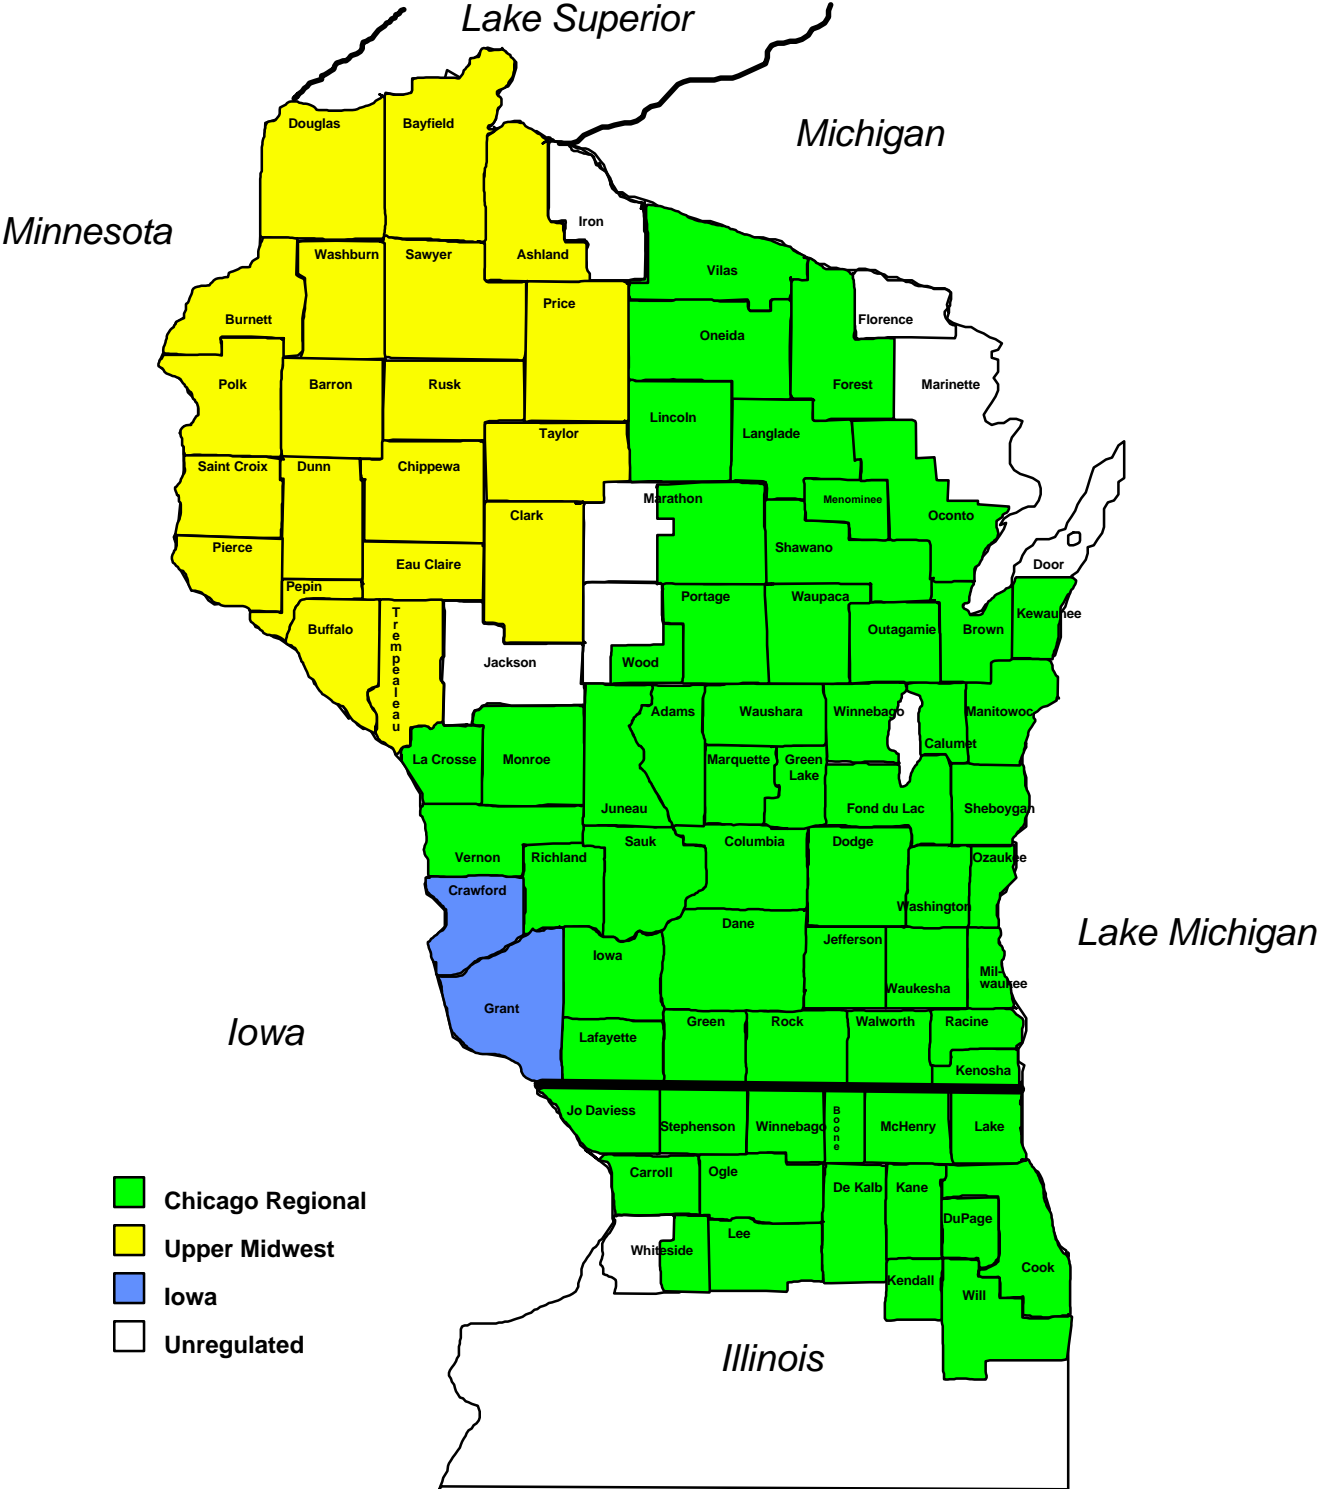 Lake Superior
Michigan
Minnesota
Douglas
Bayfield
Iron
Ashland
Washburn
Sawyer
Vilas
Price
Burnett
Florence
Oneida
Polk
Barron
Rusk
Forest
Marinette
Lincoln
Taylor
Langlade
Saint Croix
Dunn
Chippewa
Marathon
Menominee
Clark
Oconto
Pierce
Shawano
Eau Claire
Door
Pepin
Portage
Waupaca
Kewaunee
Buffalo
Trempealeau
Outagamie
Brown
Jackson
Wood
Adams
Waushara
Winnebago
Manitowoc
Calumet
La Crosse
Monroe
Marquette
Green
Lake
Juneau
Fond du Lac
Sheboygan
Sauk
Columbia
Dodge
Vernon
Richland
Ozaukee
Crawford
Washington
Dane
Lake Michigan
Jefferson
Iowa
Mil-
waukee
Waukesha
Grant
Iowa
Green
Rock
Walworth
Racine
Lafayette
Kenosha
Jo Daviess
Stephenson
Winnebago
Boone
McHenry
Lake
Carroll
Ogle
De Kalb
Kane
DuPage
Lee
Whiteside
Cook
Kendall
Will
Chicago Regional
Upper Midwest
Iowa
Unregulated
Illinois